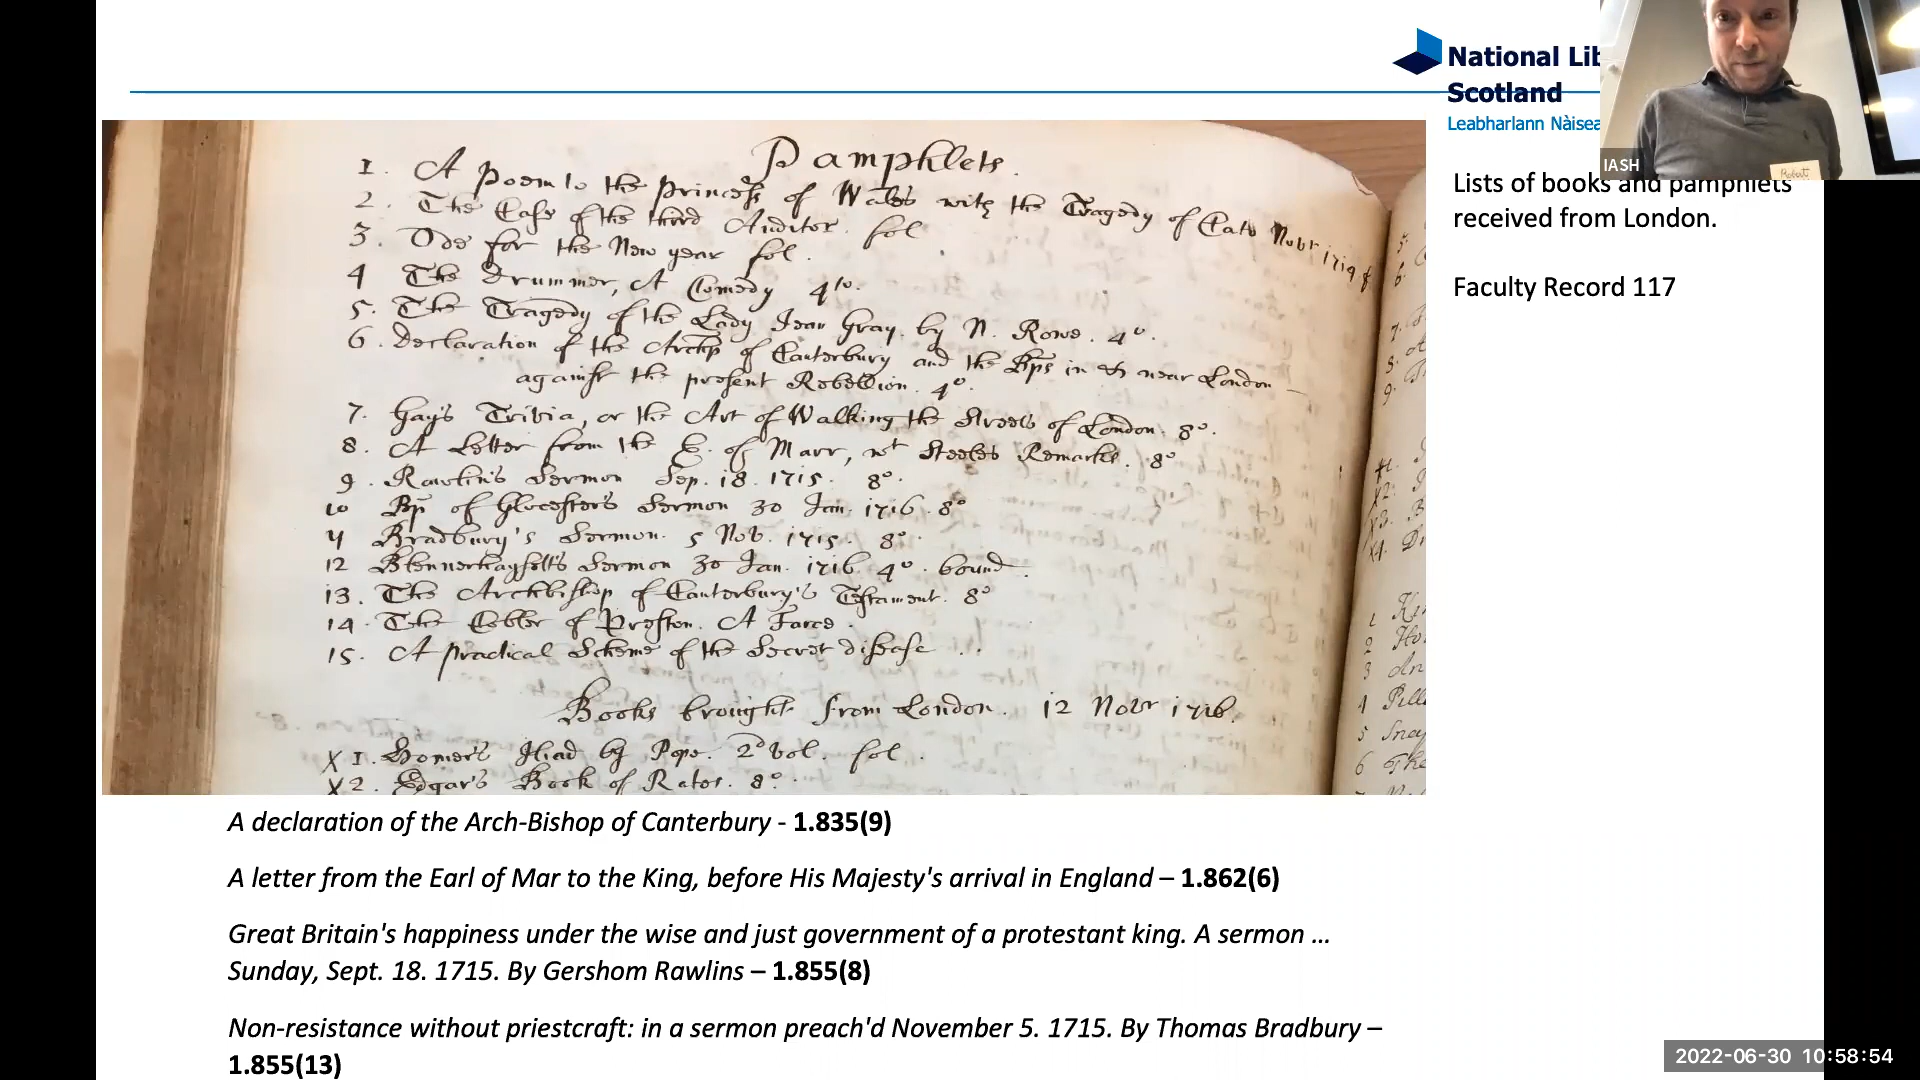 National Lib
Scotland
Leabharlann Nàisea
IASH
Robert
Lists of books and pamphlets
received from London.
Faculty Record 117
Pamphlets.
1. A Poem to the Princess of Wales with the Tragedy of Cato Novr 1714 f
2. The Case of the third Auditor. fol
3. Ode for the New year fol.
4 The Drummer, A Comedy 4to.
5. The Tragedy of the Lady Jean Gray. by N. Rowe. 4o.
6. Declaration of the Archp of Canterbury and the Bps in & near London
against the present Rebellion. 4o.
7. Gay's Trivia, or the Art of Walking the Streets of London. 8o.
8. A Letter from the E. of Marr, wt Steeles Remarks. 8o
9. Rawlin's Sermon Sep. 18. 1715. 8o.
10 Bp of Glocester's Sermon 30 Jan. 1716. 8o
11 Bradbury's Sermon. 5 Nov. 1715. 8o.
12 Blennerhaysett's Sermon 30 Jan. 1716. 4o. bound.
13. The Archbishop of Canterbury's Testament. 8o
14. The Cobler of Preston. A Farce.
15. A practical Scheme of the Secret disease
Books brought from London. 12 Novr 1716.
X 1. Homer's Iliad by Pope. 2d vol. fol.
X 2. Edgar's Book of Rates. 8o.
A declaration of the Arch-Bishop of Canterbury - 1.835(9)
A letter from the Earl of Mar to the King, before His Majesty's arrival in England – 1.862(6)
Great Britain's happiness under the wise and just government of a protestant king. A sermon ...
Sunday, Sept. 18. 1715. By Gershom Rawlins – 1.855(8)
Non-resistance without priestcraft: in a sermon preach'd November 5. 1715. By Thomas Bradbury –
1.855(13)
2022-06-30 10:58:54